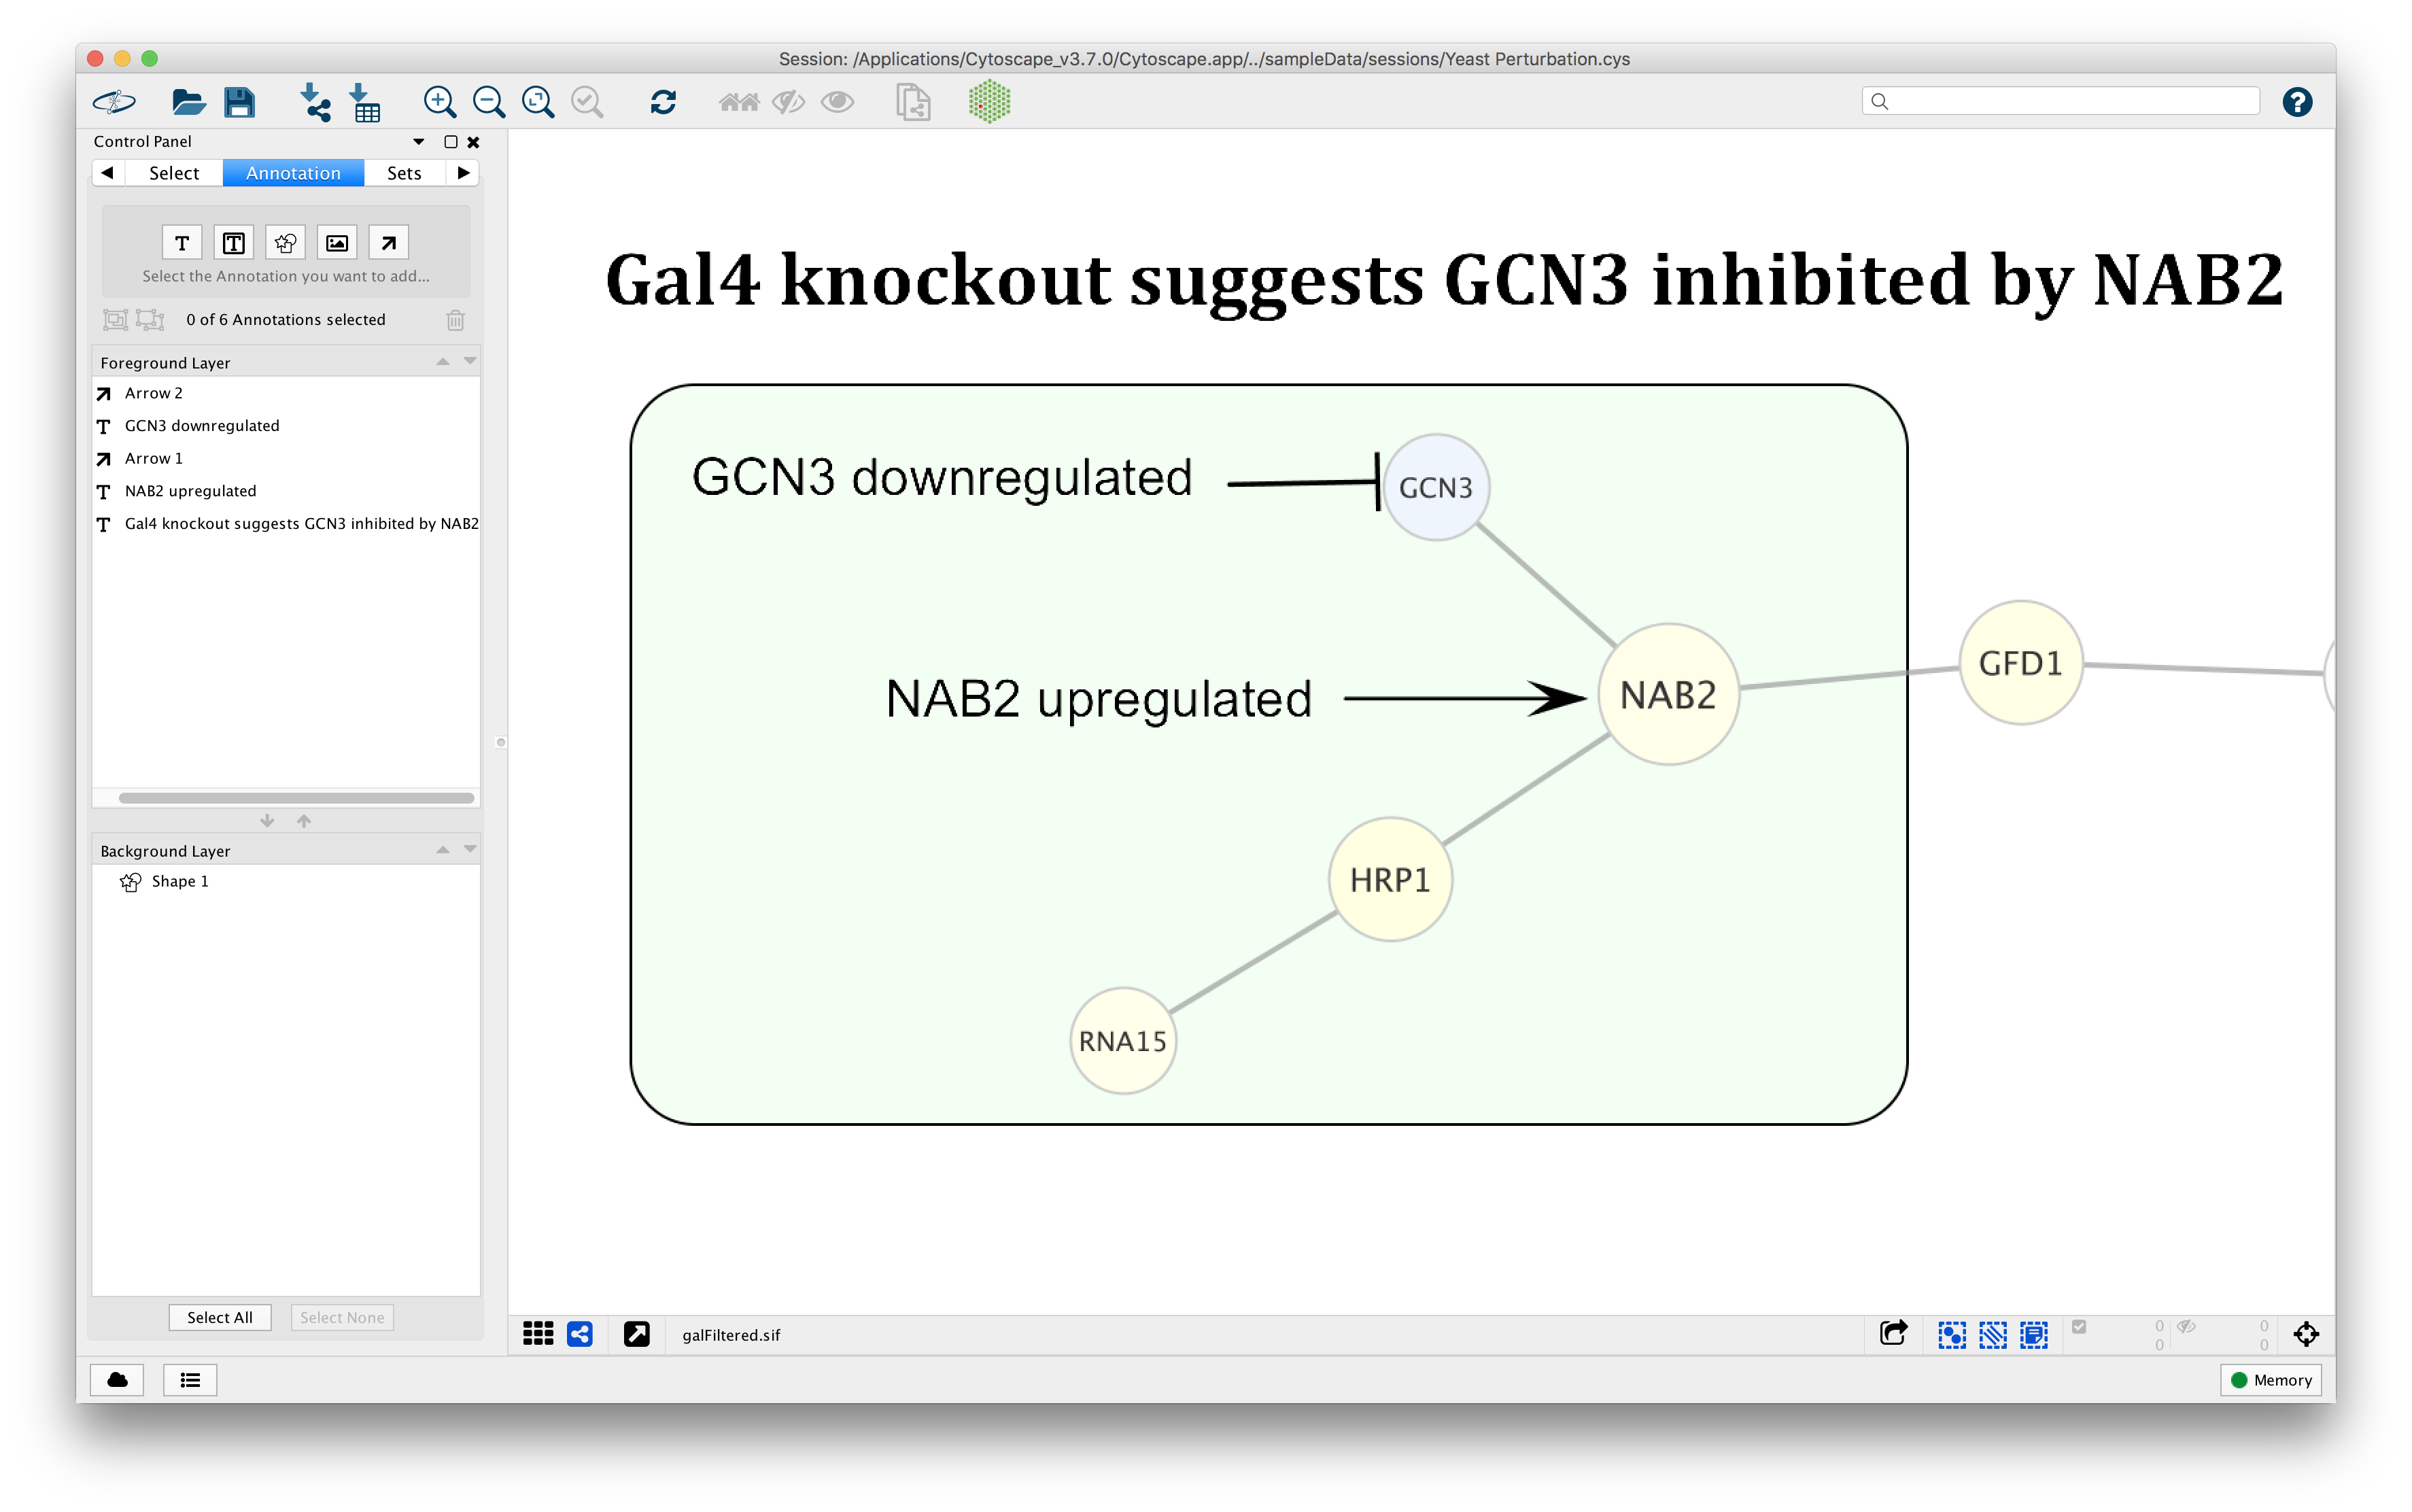 Session: /Applications/Cytoscape_v3.7.0/Cytoscape.app/../sampleData/sessions/Yeast Perturbation.cys
Control Panel
Select
Annotation
Sets
T
T
Select the Annotation you want to add...
0 of 6 Annotations selected
Foreground Layer
Arrow 2
T GCN3 downregulated
Arrow 1
T NAB2 upregulated
T Gal4 knockout suggests GCN3 inhibited by NAB2
Background Layer
Shape 1
Select All
Select None
Gal4 knockout suggests GCN3 inhibited by NAB2
GCN3 downregulated
GCN3
NAB2 upregulated
NAB2
GFD1
HRP1
RNA15
galFiltered.sif
0
0
0
0
Memory